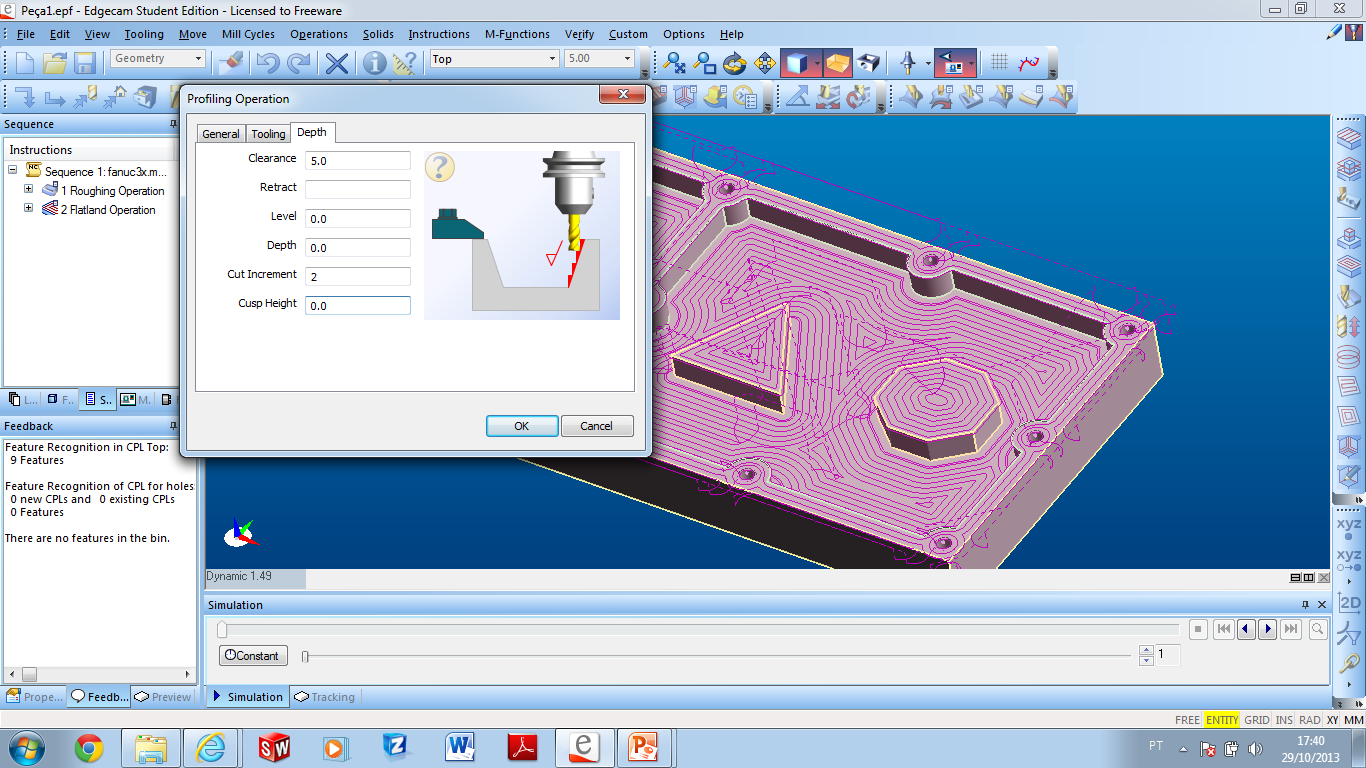 Peça1.epf - Edgecam Student Edition - Licensed to Freeware
File Edit View Tooling Move Mill Cycles Operations Solids Instructions M-Functions Verify Custom Options Help
Geometry Top 5.00
Profiling Operation
General Tooling Depth
Clearance 5.0
Retract
Level 0.0
Depth 0.0
Cut Increment 2
Cusp Height 0.0
OK Cancel
Sequence
Instructions
NC Sequence 1: fanuc3x.m...
1 Roughing Operation
2 Flatland Operation
L... F.. S.. M.
Feedback
Feature Recognition in CPL Top:
9 Features
Feature Recognition of CPL for holes
0 new CPLs and 0 existing CPLs
0 Features
There are no features in the bin.
Prope... Feedb... Preview
Dynamic 1.49
Simulation
Constant 1
Simulation Tracking
xyz
xyz
2D
FREE ENTITY GRID INS RAD XY MM
PT 17:40
29/10/2013